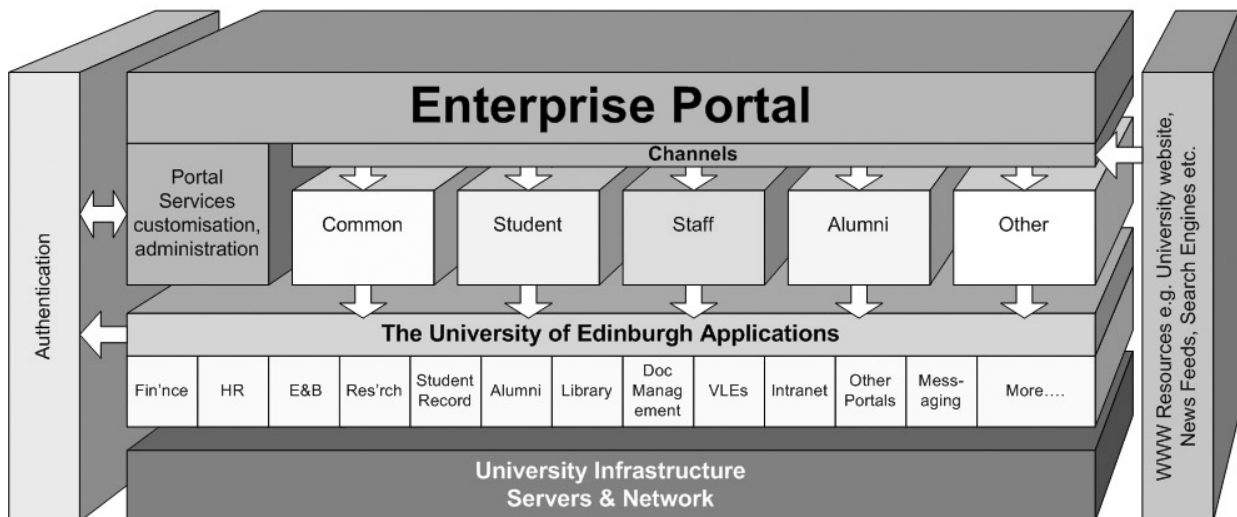 Enterprise Portal
Channels
Portal
Services
customisation,
administration
Common
Student
Staff
Alumni
Other
Authentication
WWW Resources e.g. University website,
News Feeds, Search Engines etc.
The University of Edinburgh Applications
Fin'nce
HR
E&B
Res'rch
Student
Record
Alumni
Library
Doc
Manag
ement
VLEs
Intranet
Other
Portals
Mess-
aging
More....
University Infrastructure
Servers & Network